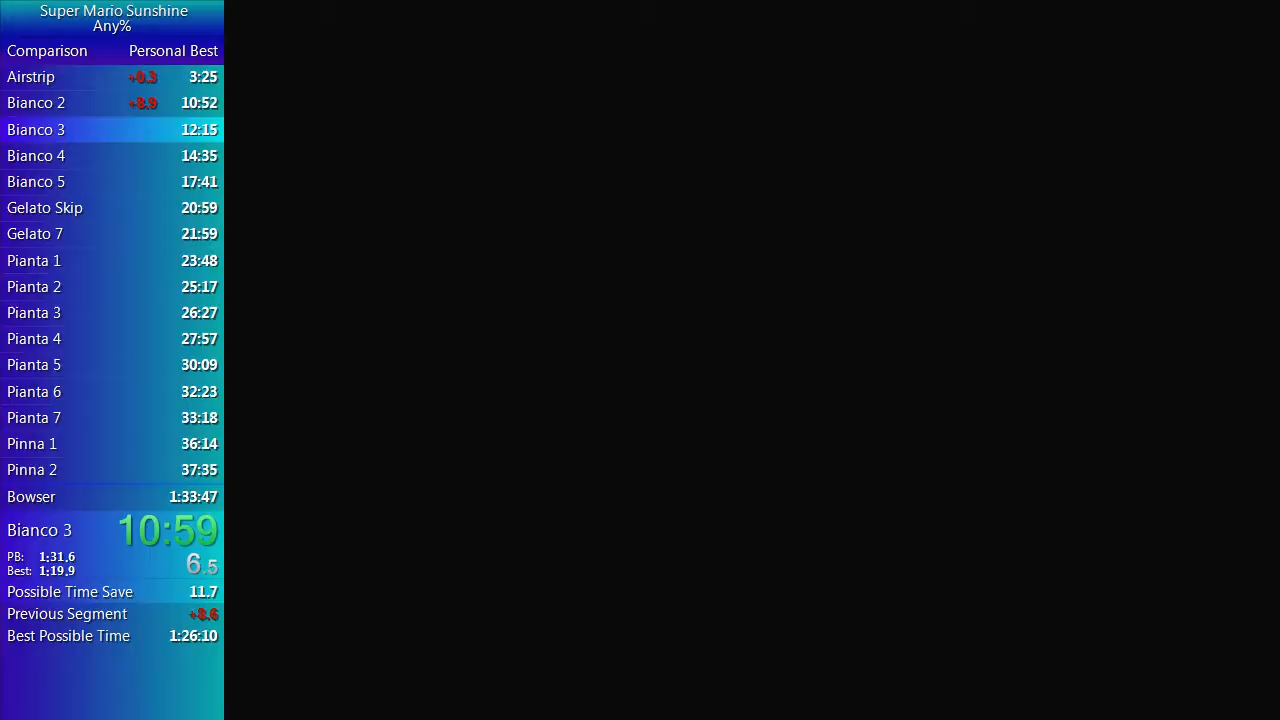 Super Mario Sunshine
Any%
Comparison Personal Best
Airstrip +0.3 3:25
Bianco 2 +8.9 10:52
Bianco 3 12:15
Bianco 4 14:35
Bianco 5 17:41
Gelato Skip 20:59
Gelato 7 21:59
Pianta 1 23:48
Pianta 2 25:17
Pianta 3 26:27
Pianta 4 27:57
Pianta 5 30:09
Pianta 6 32:23
Pianta 7 33:18
Pinna 1 36:14
Pinna 2 37:35
Bowser 1:33:47
Bianco 3 10:59
PB: 1:31.6 6.5
Best: 1:19.9
Possible Time Save 11.7
Previous Segment +8.6
Best Possible Time 1:26:10